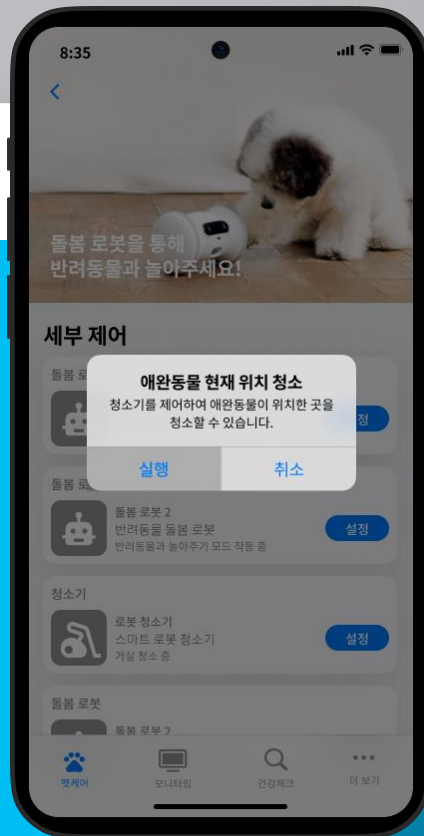 8:35
돌봄 로봇을 통해
반려동물과 놀아주세요!
세부 제어
돌봄 로
애완동물 현재 위치 청소
청소기를 제어하여 애완동물이 위치한 곳을
청소할 수 있습니다.
정
실행
취소
돌봄
돌봄 로봇 2
반려동물 돌봄 로봇
반려동물과 놀아주기 모드 작동 중
설정
청소기
로봇 청소기
스마트 로봇 청소기
거실 청소 중
설정
돌봄 로봇
돌봄 로봇 2
펫케어
모니터링
건강체크
더 보기